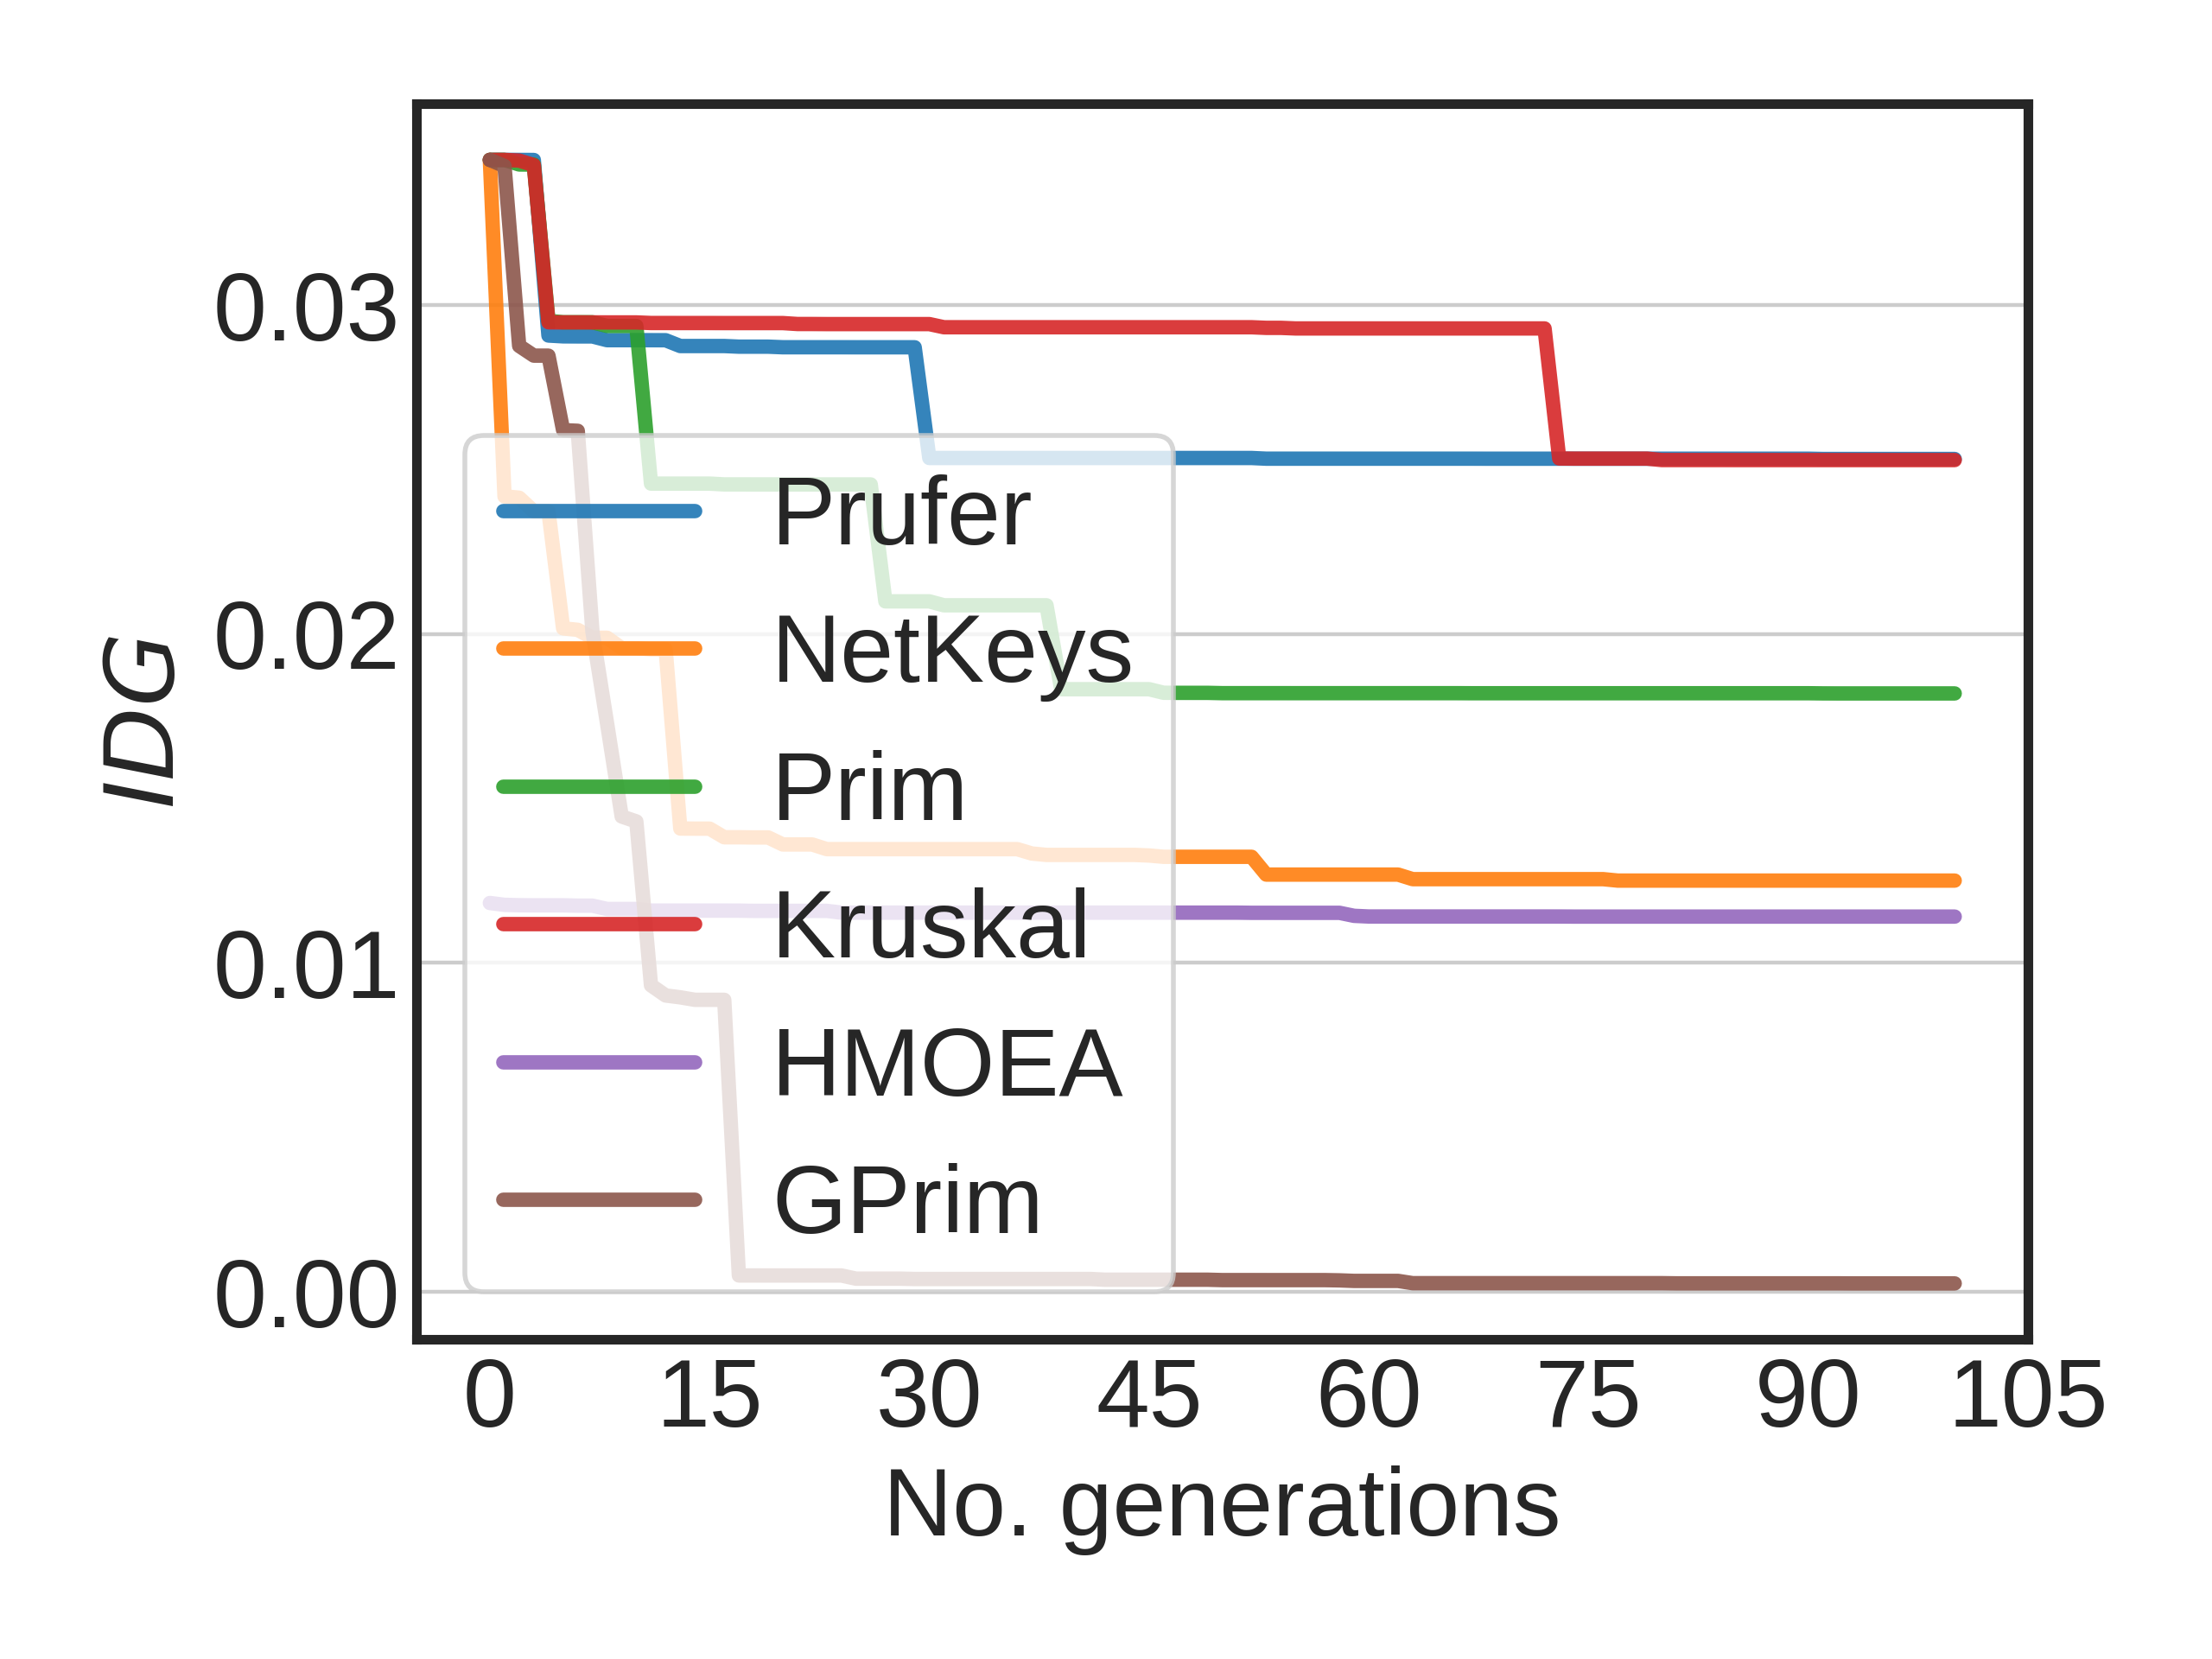 IDG
0.03
0.02
0.01
0.00
Prufer
NetKeys
Prim
Kruskal
HMOEA
GPrim
0 15 30 45 60 75 90 105
No. generations